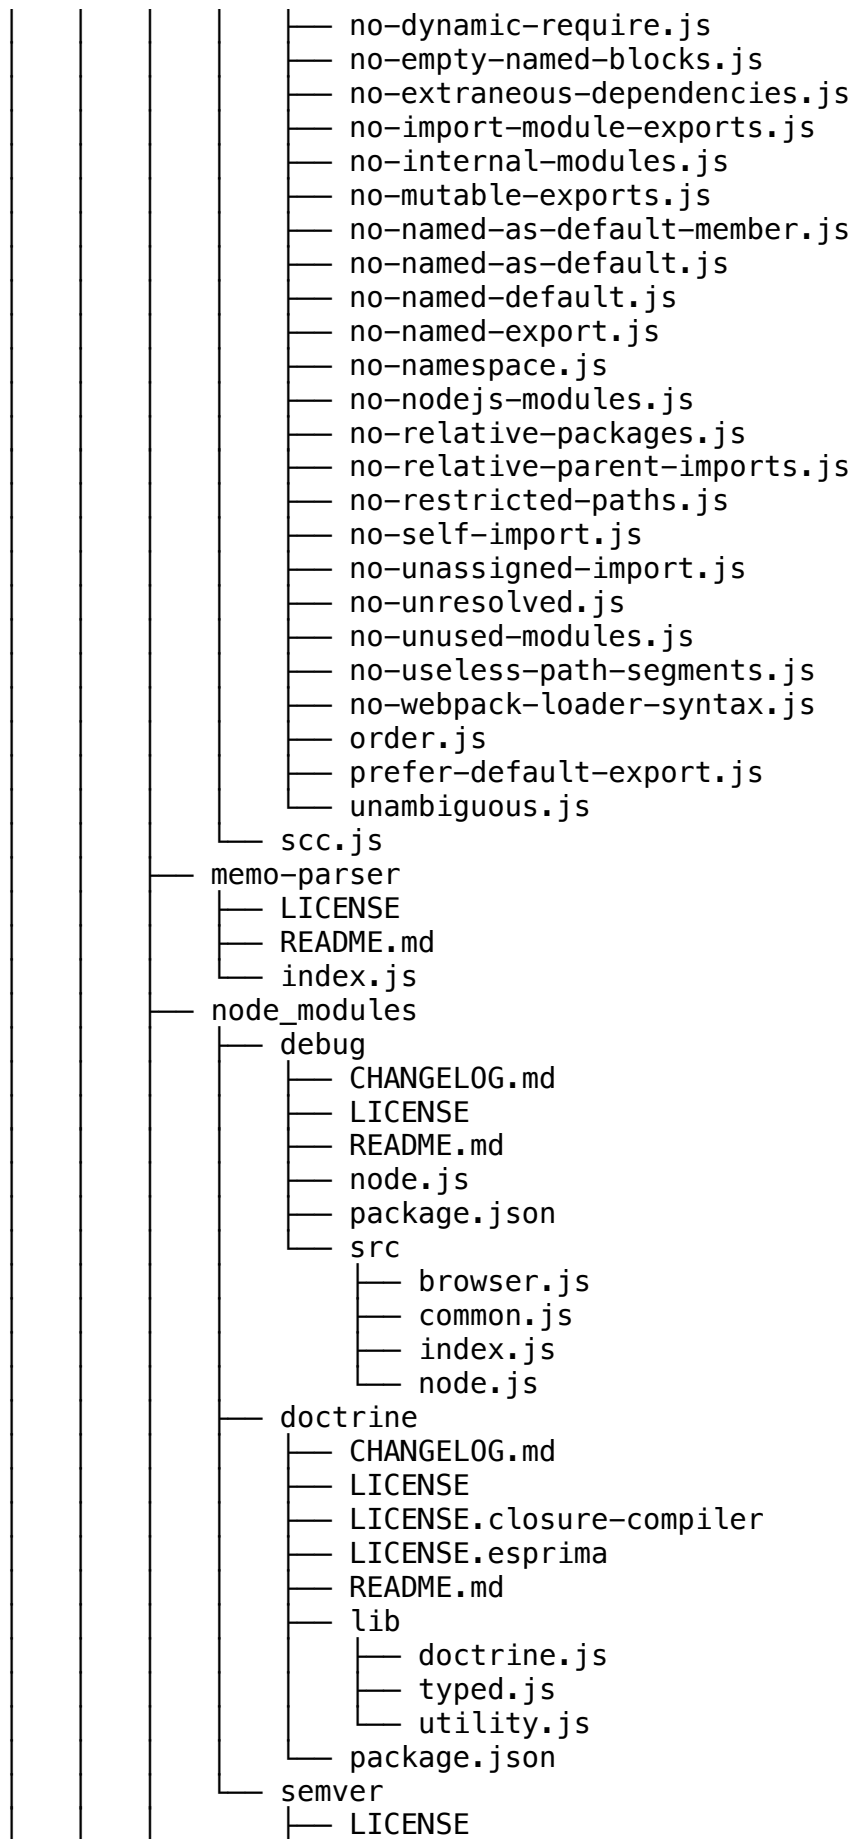 │   │   │   │   ├── no-dynamic-require.js
│   │   │   │   ├── no-empty-named-blocks.js
│   │   │   │   ├── no-extraneous-dependencies.js
│   │   │   │   ├── no-import-module-exports.js
│   │   │   │   ├── no-internal-modules.js
│   │   │   │   ├── no-mutable-exports.js
│   │   │   │   ├── no-named-as-default-member.js
│   │   │   │   ├── no-named-as-default.js
│   │   │   │   ├── no-named-default.js
│   │   │   │   ├── no-named-export.js
│   │   │   │   ├── no-namespace.js
│   │   │   │   ├── no-nodejs-modules.js
│   │   │   │   ├── no-relative-packages.js
│   │   │   │   ├── no-relative-parent-imports.js
│   │   │   │   ├── no-restricted-paths.js
│   │   │   │   ├── no-self-import.js
│   │   │   │   ├── no-unassigned-import.js
│   │   │   │   ├── no-unresolved.js
│   │   │   │   ├── no-unused-modules.js
│   │   │   │   ├── no-useless-path-segments.js
│   │   │   │   ├── no-webpack-loader-syntax.js
│   │   │   │   ├── order.js
│   │   │   │   ├── prefer-default-export.js
│   │   │   │   └── unambiguous.js
│   │   │   └── scc.js
│   │   ├── memo-parser
│   │   │   ├── LICENSE
│   │   │   ├── README.md
│   │   │   └── index.js
│   │   ├── node_modules
│   │   │   ├── debug
│   │   │   │   ├── CHANGELOG.md
│   │   │   │   ├── LICENSE
│   │   │   │   ├── README.md
│   │   │   │   ├── node.js
│   │   │   │   ├── package.json
│   │   │   │   └── src
│   │   │   │       ├── browser.js
│   │   │   │       ├── common.js
│   │   │   │       ├── index.js
│   │   │   │       └── node.js
│   │   │   ├── doctrine
│   │   │   │   ├── CHANGELOG.md
│   │   │   │   ├── LICENSE
│   │   │   │   ├── LICENSE.closure-compiler
│   │   │   │   ├── LICENSE.esprima
│   │   │   │   ├── README.md
│   │   │   │   ├── lib
│   │   │   │   │   ├── doctrine.js
│   │   │   │   │   ├── typed.js
│   │   │   │   │   └── utility.js
│   │   │   │   └── package.json
│   │   │   └── semver
│   │   │       ├── LICENSE